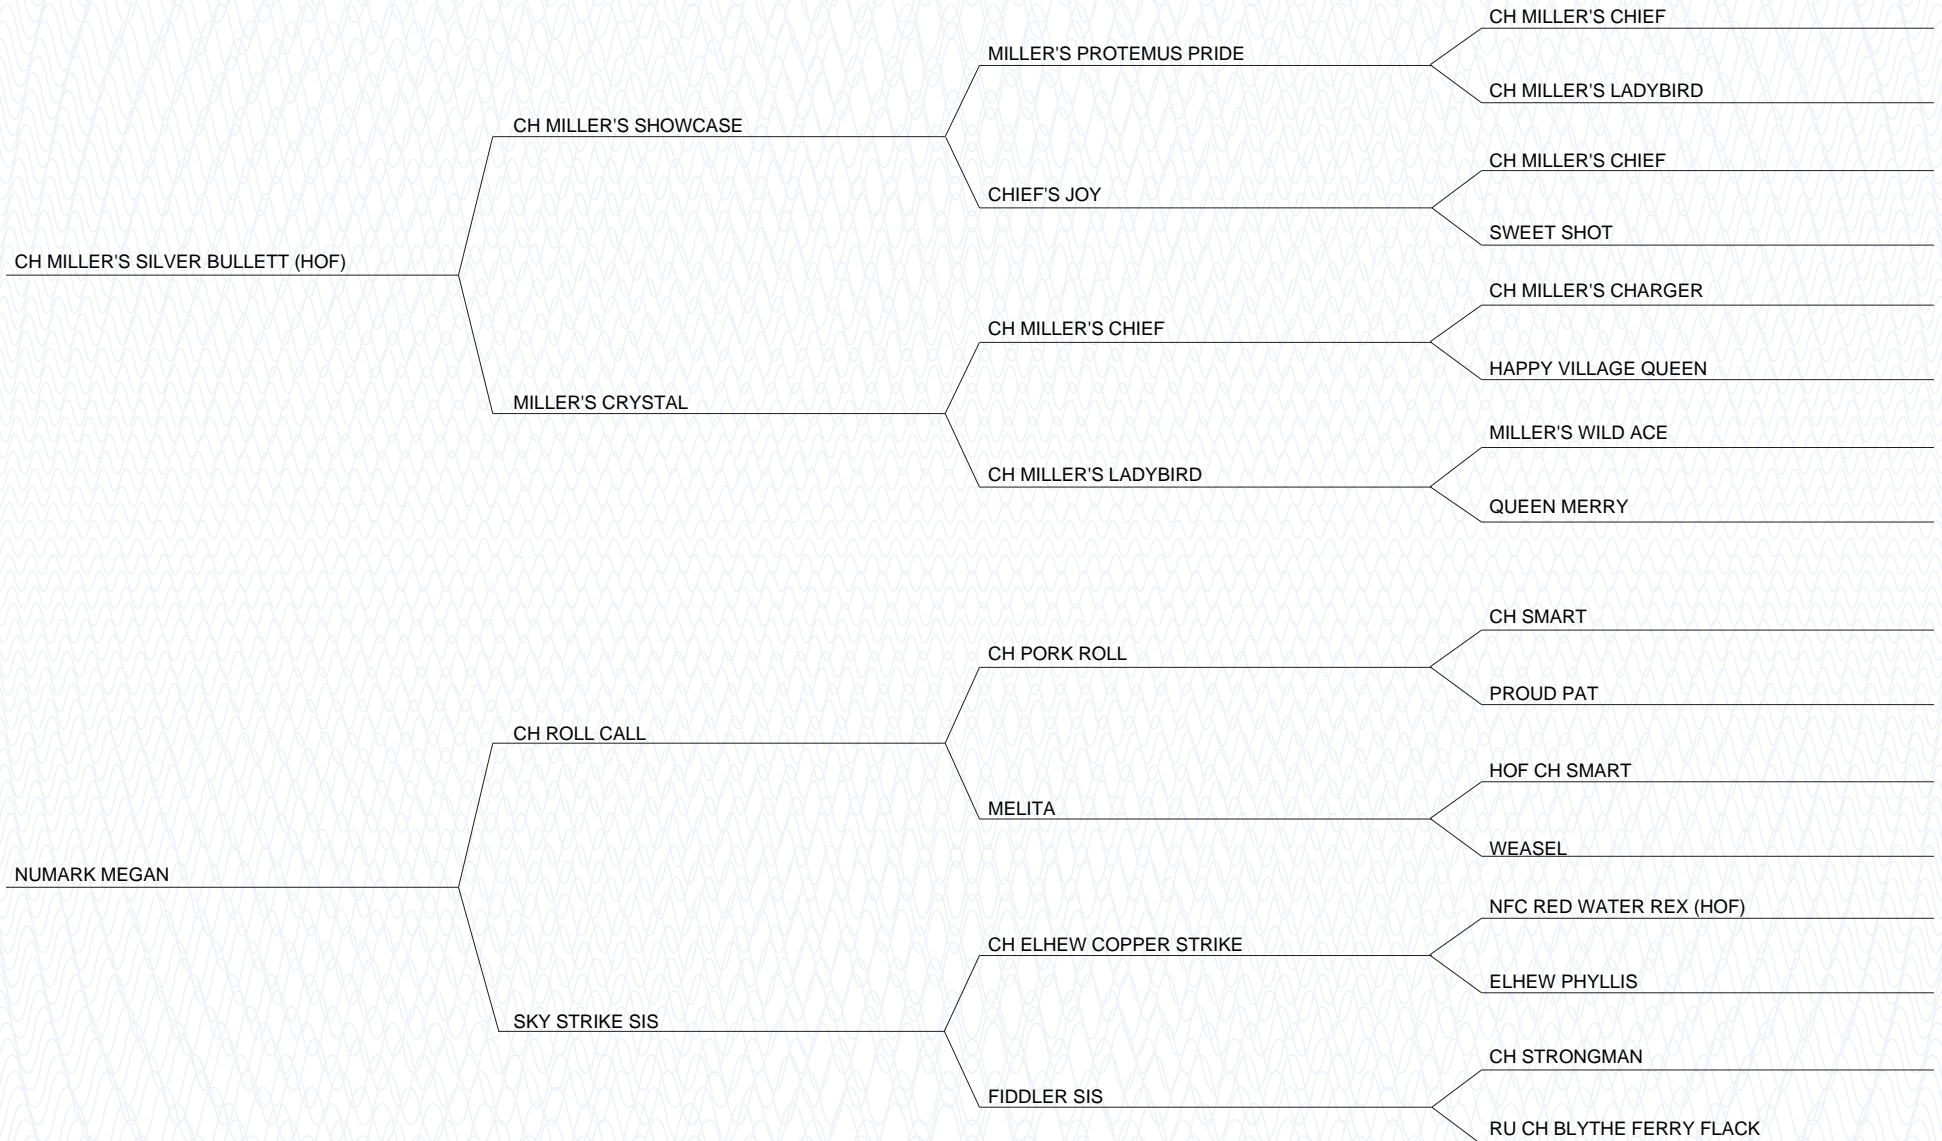 CH MILLER'S CHIEF
MILLER'S PROTEMUS PRIDE
CH MILLER'S LADYBIRD
CH MILLER'S SHOWCASE
CH MILLER'S CHIEF
CHIEF'S JOY
SWEET SHOT
CH MILLER'S SILVER BULLETT (HOF)
CH MILLER'S CHARGER
CH MILLER'S CHIEF
HAPPY VILLAGE QUEEN
MILLER'S CRYSTAL
MILLER'S WILD ACE
CH MILLER'S LADYBIRD
QUEEN MERRY
CH SMART
CH PORK ROLL
PROUD PAT
CH ROLL CALL
HOF CH SMART
MELITA
WEASEL
NUMARK MEGAN
NFC RED WATER REX (HOF)
CH ELHEW COPPER STRIKE
ELHEW PHYLLIS
SKY STRIKE SIS
CH STRONGMAN
FIDDLER SIS
RU CH BLYTHE FERRY FLACK